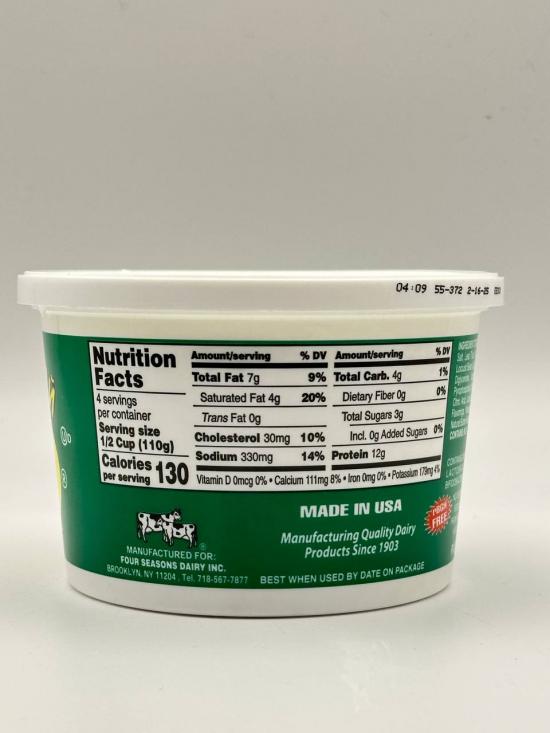 04:09 55-372 2-16-25
Nutrition
Facts
4 servings
per container
Serving size
1/2 Cup (110g)
Calories 130
per serving
Amount/serving % DV
Total Fat 7g 9%
Saturated Fat 4g 20%
Trans Fat 0g
Cholesterol 30mg 10%
Sodium 330mg 14%
Amount/serving % DV
Total Carb. 4g 1%
Dietary Fiber 0g 0%
Total Sugars 3g
Incl. 0g Added Sugars 0%
Protein 12g
Vitamin D 0mcg 0% • Calcium 111mg 8% • Iron 0mg 0% • Potassium 179mg 4%
MADE IN USA
Manufacturing Quality Dairy
Products Since 1903
FREE
®
MANUFACTURED FOR:
FOUR SEASONS DAIRY INC.
BROOKLYN, NY 11204 . Tel. 718-567-7877
BEST WHEN USED BY DATE ON PACKAGE